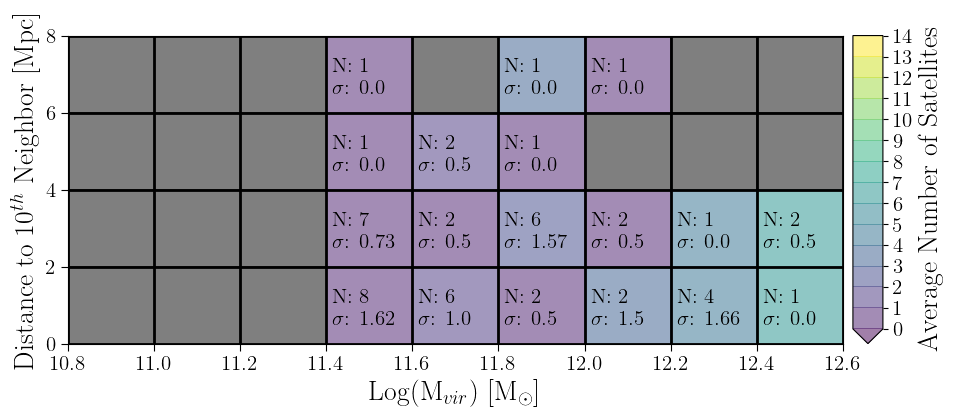 Distance to 10th Neighbor [Mpc]
8
6
4
2
0
N: 1
σ: 0.0
N: 1
σ: 0.0
N: 1
σ: 0.0
N: 1
σ: 0.0
N: 2
σ: 0.5
N: 1
σ: 0.0
N: 7
σ: 0.73
N: 2
σ: 0.5
N: 6
σ: 1.57
N: 2
σ: 0.5
N: 1
σ: 0.0
N: 2
σ: 0.5
N: 8
σ: 1.62
N: 6
σ: 1.0
N: 2
σ: 0.5
N: 2
σ: 1.5
N: 4
σ: 1.66
N: 1
σ: 0.0
10.8 11.0 11.2 11.4 11.6 11.8 12.0 12.2 12.4 12.6
Log(Mvir) [M⊙]
14
13
12
11
10
9
8
7
6
5
4
3
2
1
0
Average Number of Satellites